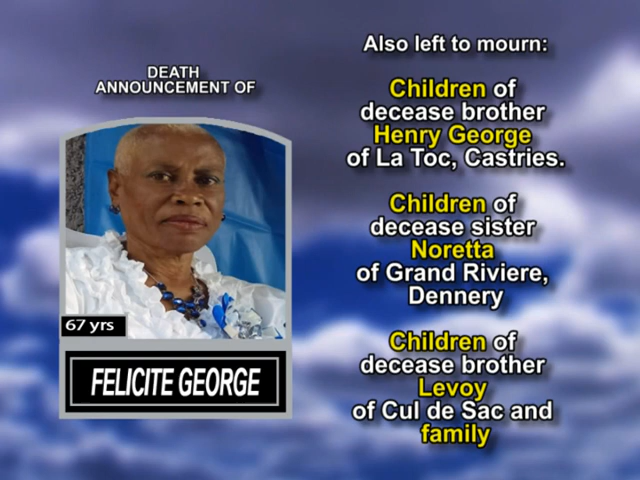 DEATH
ANNOUNCEMENT OF
67 yrs
FELICITE GEORGE
Also left to mourn:
Children of
decease brother
Henry George
of La Toc, Castries.
Children of
decease sister
Noretta
of Grand Riviere,
Dennery
Children of
decease brother
Levoy
of Cul de Sac and
family